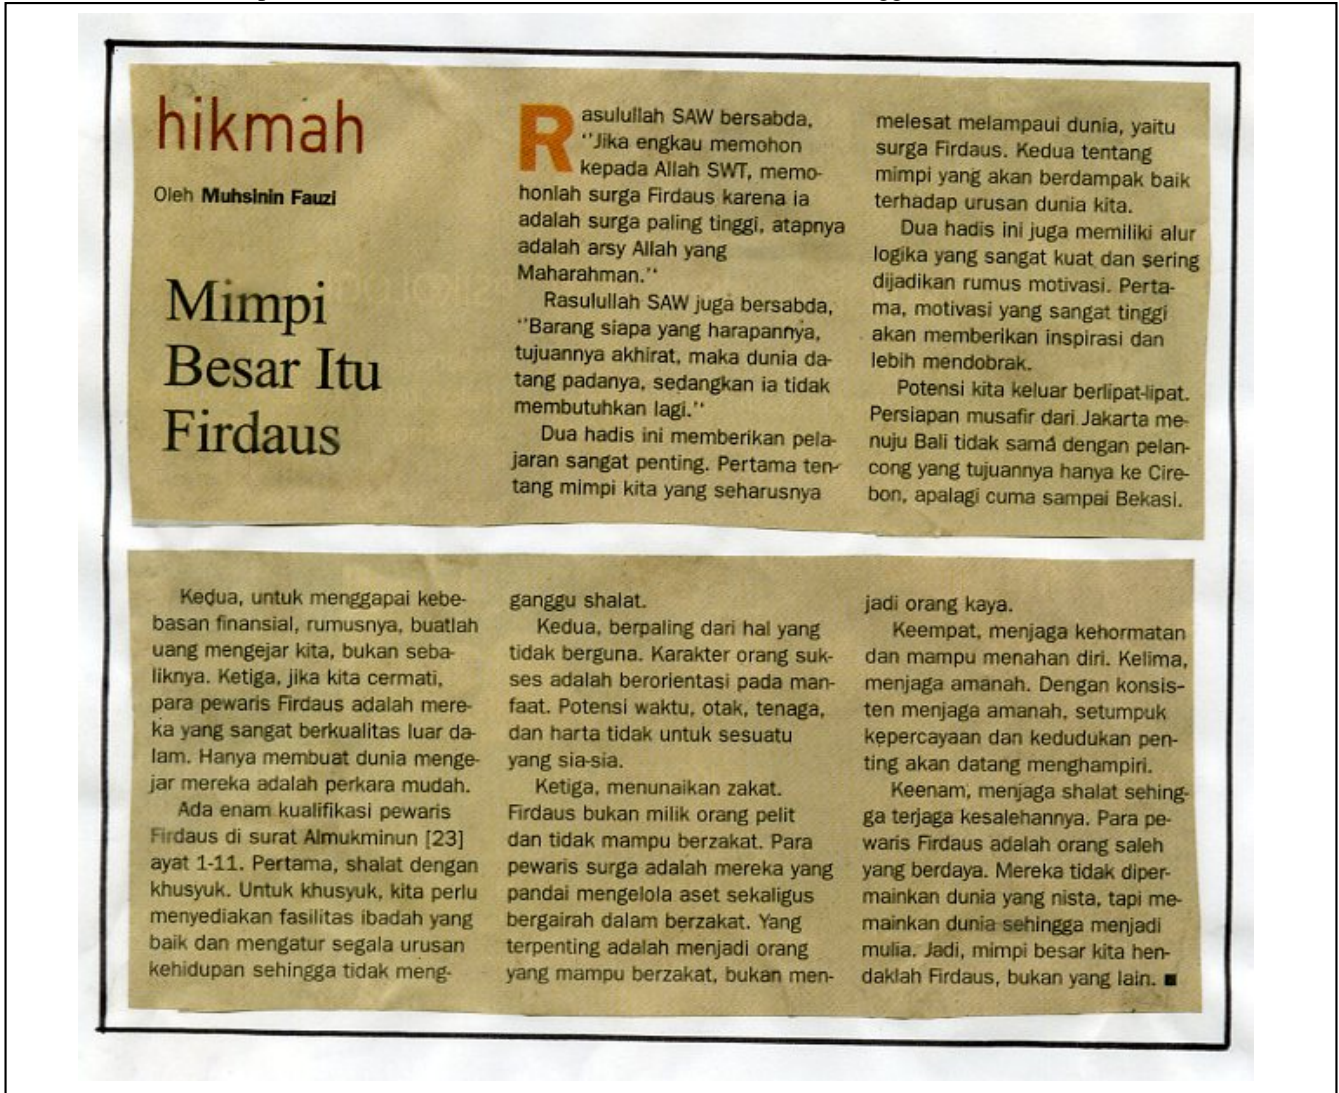 hikmah
Oleh Muhsinin Fauzi
Mimpi
Besar Itu
Firdaus
Rasulullah SAW bersabda,
‘‘Jika engkau memohon
kepada Allah SWT, memo-
honlah surga Firdaus karena ia
adalah surga paling tinggi, atapnya
adalah arsy Allah yang
Maharahman.’’
Rasulullah SAW juga bersabda,
‘‘Barang siapa yang harapannya,
tujuannya akhirat, maka dunia da-
tang padanya, sedangkan ia tidak
membutuhkan lagi.’’
Dua hadis ini memberikan pela-
jaran sangat penting. Pertama ten-
tang mimpi kita yang seharusnya
melesat melampaui dunia, yaitu
surga Firdaus. Kedua tentang
mimpi yang akan berdampak baik
terhadap urusan dunia kita.
Dua hadis ini juga memiliki alur
logika yang sangat kuat dan sering
dijadikan rumus motivasi. Perta-
ma, motivasi yang sangat tinggi
akan memberikan inspirasi dan
lebih mendobrak.
Potensi kita keluar berlipat-lipat.
Persiapan musafir dari Jakarta me-
nuju Bali tidak sama dengan pelan-
cong yang tujuannya hanya ke Cire-
bon, apalagi cuma sampai Bekasi.
Kedua, untuk menggapai kebe-
basan finansial, rumusnya, buatlah
uang mengejar kita, bukan seba-
liknya. Ketiga, jika kita cermati,
para pewaris Firdaus adalah mere-
ka yang sangat berkualitas luar da-
lam. Hanya membuat dunia menge-
jar mereka adalah perkara mudah.
Ada enam kualifikasi pewaris
Firdaus di surat Almukminun [23]
ayat 1-11. Pertama, shalat dengan
khusyuk. Untuk khusyuk, kita perlu
menyediakan fasilitas ibadah yang
baik dan mengatur segala urusan
kehidupan sehingga tidak meng-
ganggu shalat.
Kedua, berpaling dari hal yang
tidak berguna. Karakter orang suk-
ses adalah berorientasi pada man-
faat. Potensi waktu, otak, tenaga,
dan harta tidak untuk sesuatu
yang sia-sia.
Ketiga, menunaikan zakat.
Firdaus bukan milik orang pelit
dan tidak mampu berzakat. Para
pewaris surga adalah mereka yang
pandai mengelola aset sekaligus
bergairah dalam berzakat. Yang
terpenting adalah menjadi orang
yang mampu berzakat, bukan men-
jadi orang kaya.
Keempat, menjaga kehormatan
dan mampu menahan diri. Kelima,
menjaga amanah. Dengan konsis-
ten menjaga amanah, setumpuk
kepercayaan dan kedudukan pen-
ting akan datang menghampiri.
Keenam, menjaga shalat sehing-
ga terjaga kesalehannya. Para pe-
waris Firdaus adalah orang saleh
yang berdaya. Mereka tidak diper-
mainkan dunia yang nista, tapi me-
mainkan dunia sehingga menjadi
mulia. Jadi, mimpi besar kita hen-
daklah Firdaus, bukan yang lain. ■